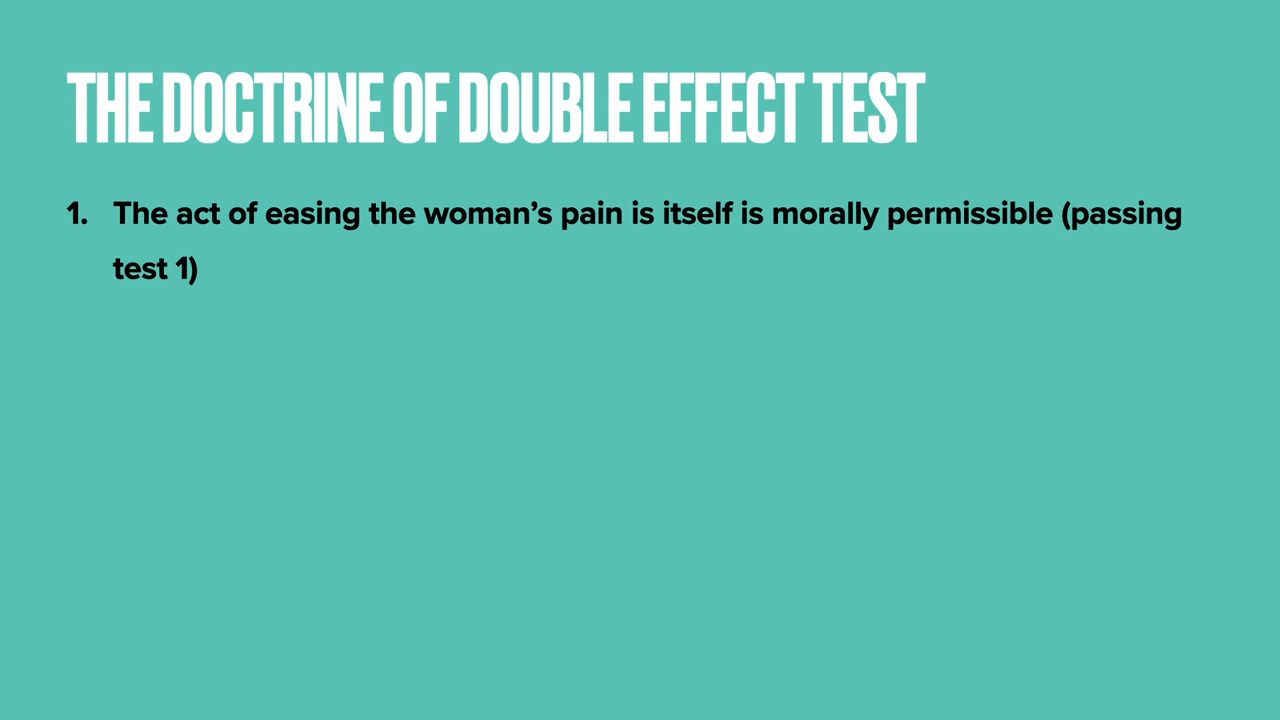 THE DOCTRINE OF DOUBLE EFFECT TEST
1. The act of easing the woman’s pain is itself is morally permissible (passing
test 1)